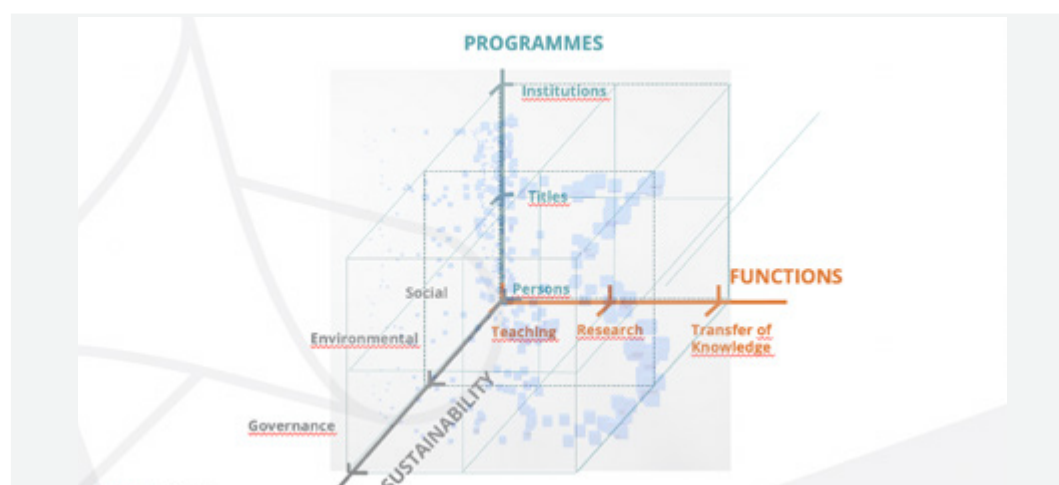 PROGRAMMES
Institutions
Titles
FUNCTIONS
Persons
Social
Teaching
Research
Transfer of
Knowledge
Environmental
SUSTAINABILITY
Governance